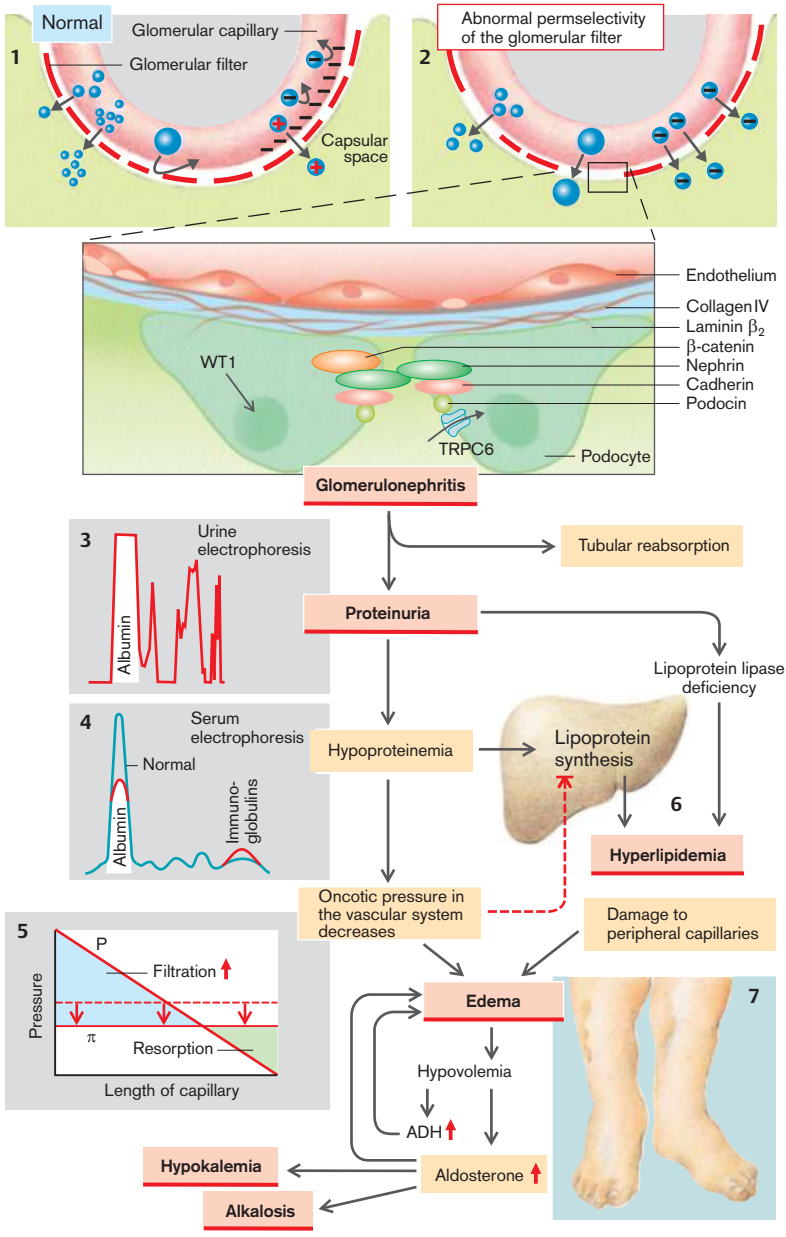 1
Normal
Glomerular capillary
Glomerular filter
Capsular
space
2
Abnormal permselectivity
of the glomerular filter
Endothelium
Collagen IV
Laminin β2
β-catenin
Nephrin
Cadherin
Podocin
WT1
TRPC6
Podocyte
Glomerulonephritis
3
Urine
electrophoresis
Albumin
Tubular reabsorption
Proteinuria
Lipoprotein lipase
deficiency
4
Serum
electrophoresis
Normal
Albumin
Immuno-
globulins
Hypoproteinemia
Lipoprotein
synthesis
6
Hyperlipidemia
Oncotic pressure in
the vascular system
decreases
Damage to
peripheral capillaries
5
P
Filtration
Pressure
π
Resorption
Length of capillary
Edema
7
Hypovolemia
ADH
Aldosterone
Hypokalemia
Alkalosis